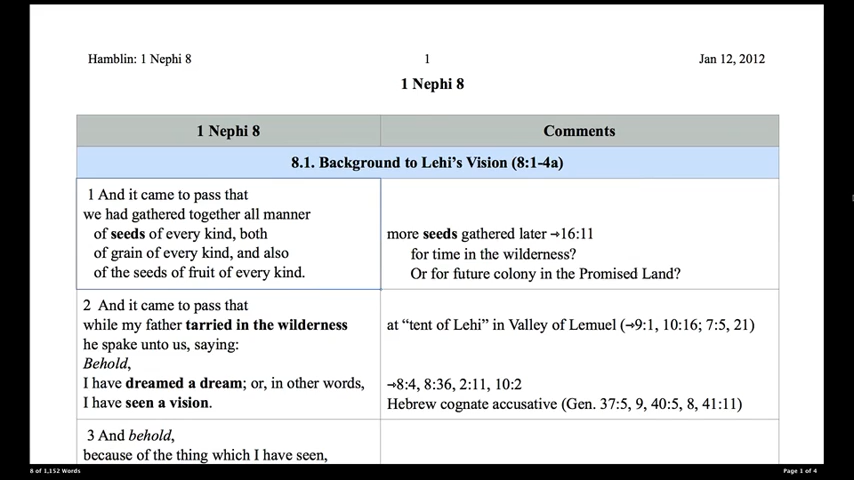 Hamblin: 1 Nephi 8
1
Jan 12, 2012
1 Nephi 8
1 Nephi 8
Comments
8.1. Background to Lehi's Vision (8:1-4a)
1 And it came to pass that
we had gathered together all manner
of seeds of every kind, both
of grain of every kind, and also
of the seeds of fruit of every kind.
more seeds gathered later →16:11
for time in the wilderness?
Or for future colony in the Promised Land?
2 And it came to pass that
while my father tarried in the wilderness
he spake unto us, saying:
Behold,
I have dreamed a dream; or, in other words,
I have seen a vision.
at “tent of Lehi” in Valley of Lemuel (→9:1, 10:16; 7:5, 21)
→8:4, 8:36, 2:11, 10:2
Hebrew cognate accusative (Gen. 37:5, 9, 40:5, 8, 41:11)
3 And behold,
because of the thing which I have seen,
6 of 1,152 Words
Page 1 of 4